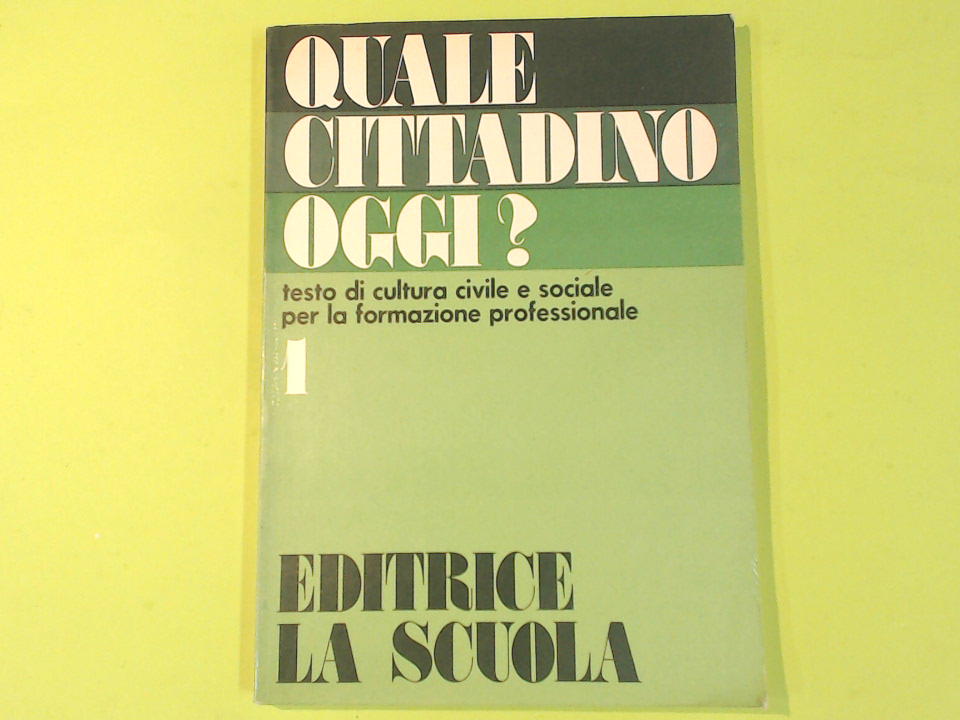 QUALE
CITTADINO
OGGI?
testo di cultura civile e sociale
per la formazione professionale
1
EDITRICE
LA SCUOLA